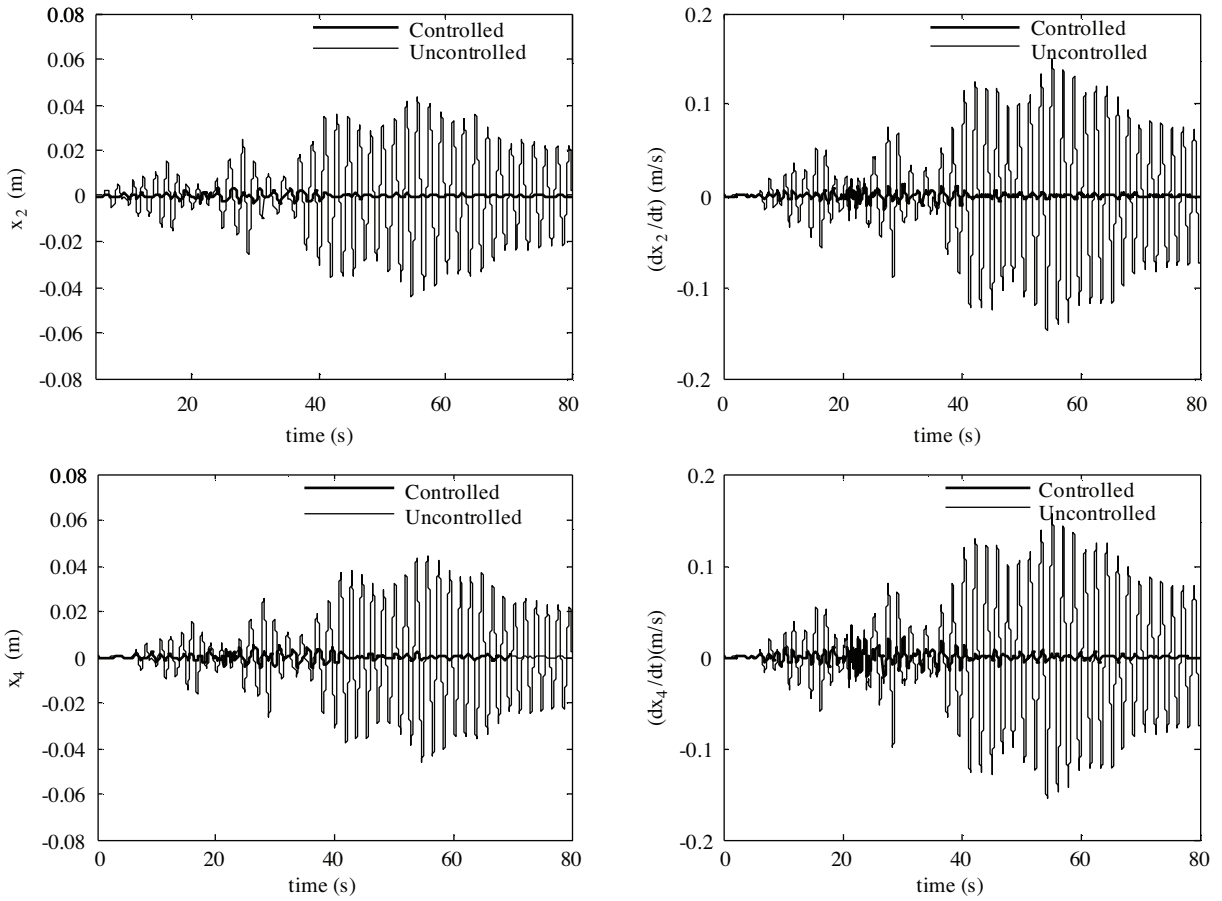 0.08
0.06
0.04
0.02
0
-0.02
-0.04
-0.06
-0.08
x2 (m)
Controlled
Uncontrolled
20 40 60 80
time (s)
0.2
0.1
0
-0.1
-0.2
(dx2/dt) (m/s)
Controlled
Uncontrolled
0 20 40 60 80
time (s)
0.08
0.06
0.04
0.02
0
-0.02
-0.04
-0.06
-0.08
x4 (m)
Controlled
Uncontrolled
0 20 40 60 80
time (s)
0.2
0.1
0
-0.1
-0.2
(dx4/dt)(m/s)
Controlled
Uncontrolled
0 20 40 60 80
time (s)